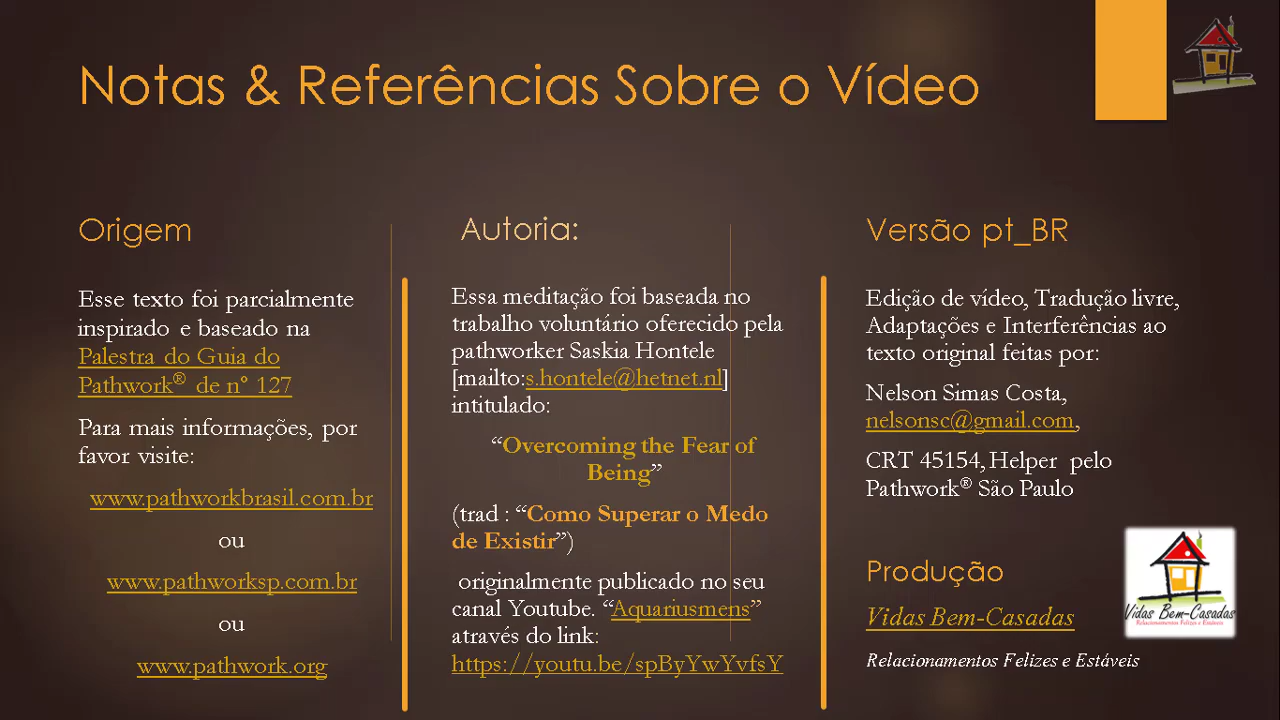 Notas & Referências Sobre o Vídeo
Origem
Esse texto foi parcialmente
inspirado e baseado na
Palestra do Guia do
Pathwork® de n° 127
Para mais informações, por
favor visite:
www.pathworkbrasil.com.br
ou
www.pathworksp.com.br
ou
www.pathwork.org
Autoria:
Essa meditação foi baseada no
trabalho voluntário oferecido pela
pathworker Saskia Hontele
[mailto:s.hontele@hetnet.nl]
intitulado:
“Overcoming the Fear of
Being”
(trad : “Como Superar o Medo
de Existir”)
originalmente publicado no seu
canal Youtube. “Aquariusmens”
através do link:
https://youtu.be/spByYwYvfsY
Versão pt_BR
Edição de vídeo, Tradução livre,
Adaptações e Interferências ao
texto original feitas por:
Nelson Simas Costa,
nelsonsc@gmail.com,
CRT 45154, Helper pelo
Pathwork® São Paulo
Produção
Vidas Bem-Casadas
Relacionamentos Felizes e Estáveis
Vidas Bem-Casadas
Relacionamentos Felizes e Estáveis